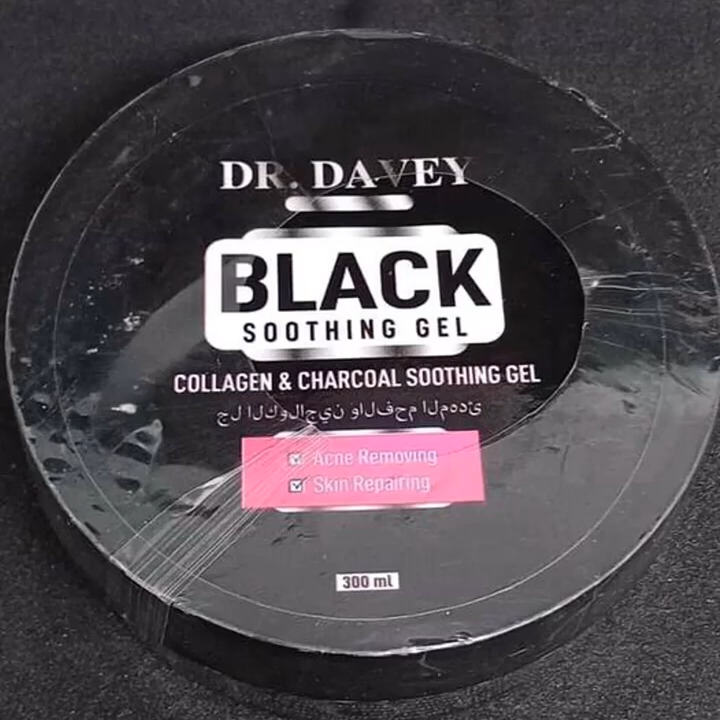 DR. DAVEY
BLACK
SOOTHING GEL
COLLAGEN & CHARCOAL SOOTHING GEL
جل الكولاجين والفحم المهدئ
Acne Removing
Skin Repairing
300 ml